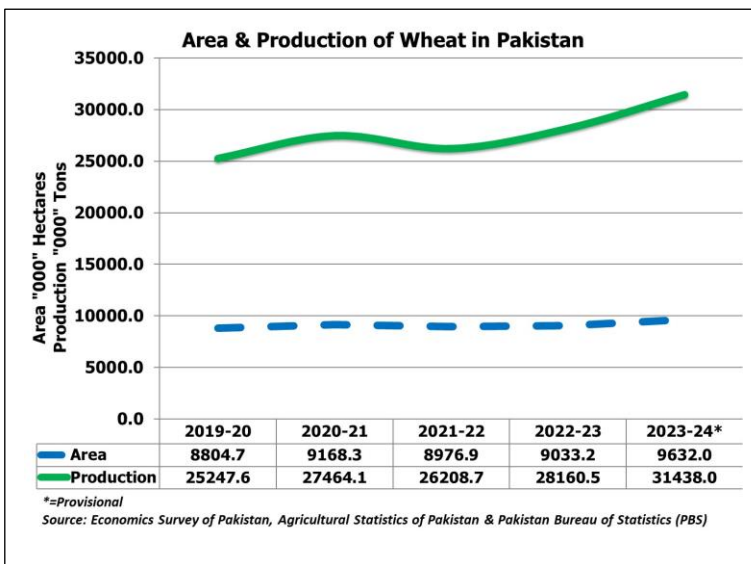 Area & Production of Wheat in Pakistan
Area "000" Hectares
Production "000" Tons
35000.0
30000.0
25000.0
20000.0
15000.0
10000.0
5000.0
0.0
2019-20 2020-21 2021-22 2022-23 2023-24*
Area 8804.7 9168.3 8976.9 9033.2 9632.0
Production 25247.6 27464.1 26208.7 28160.5 31438.0
*=Provisional
Source: Economics Survey of Pakistan, Agricultural Statistics of Pakistan & Pakistan Bureau of Statistics (PBS)